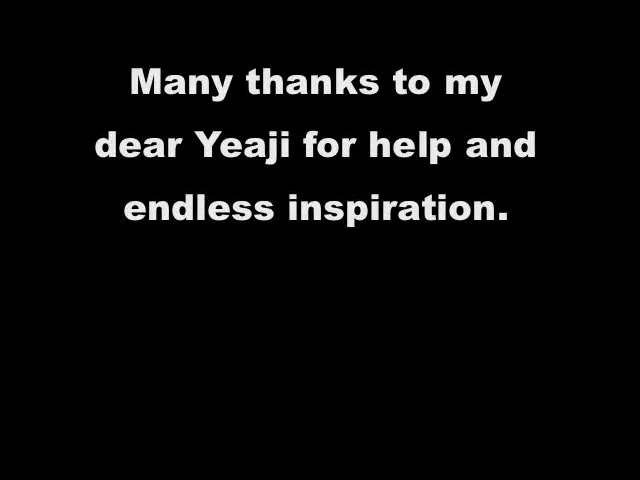 Many thanks to my
dear Yeaji for help and
endless inspiration.